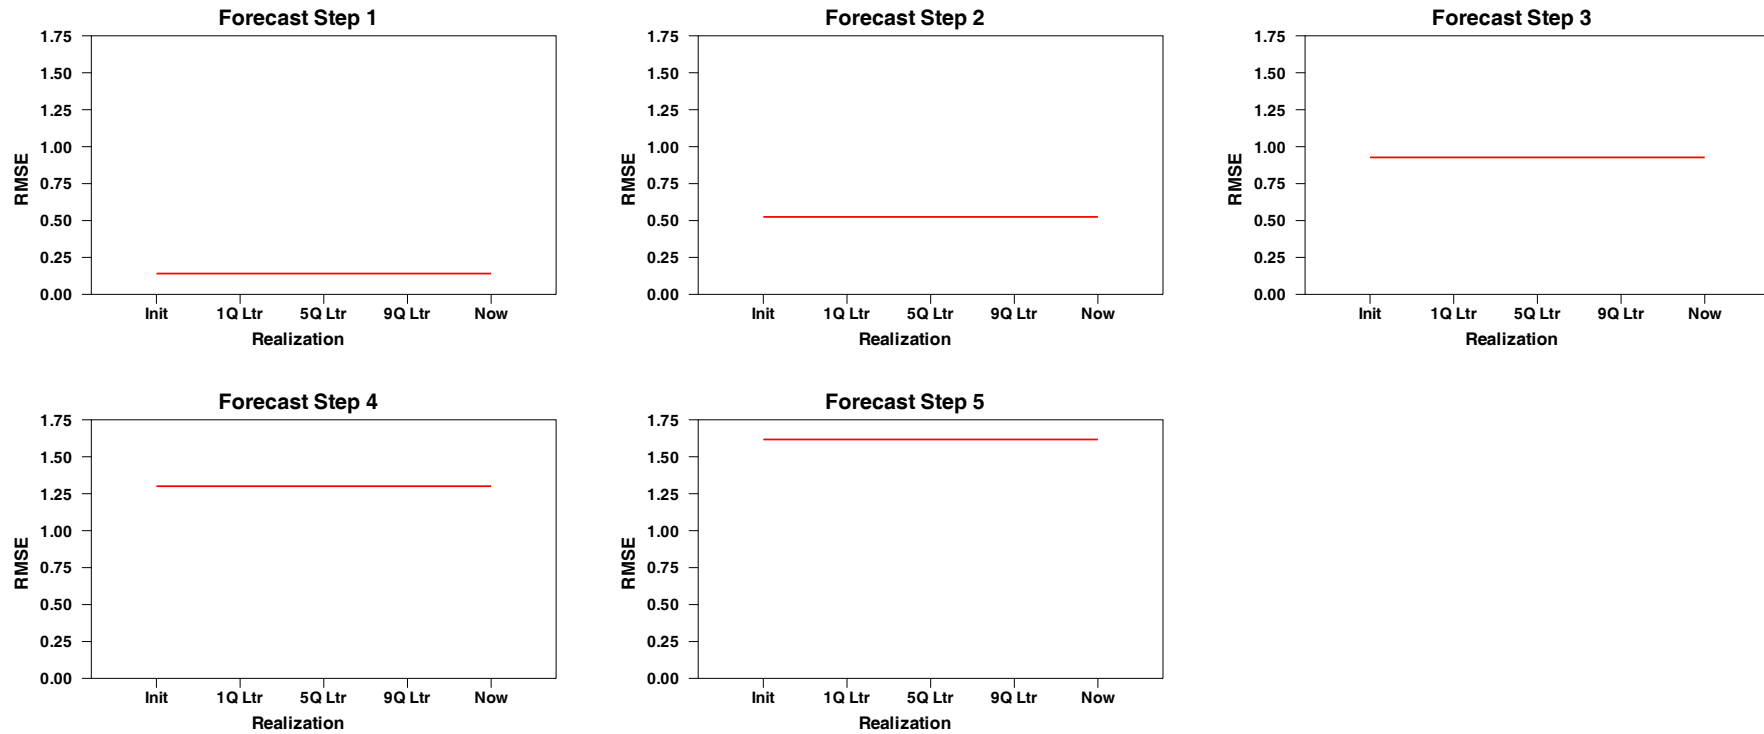 Forecast Step 1
1.75
1.50
1.25
1.00
0.75
0.50
0.25
0.00
RMSE
Init 1Q Ltr 5Q Ltr 9Q Ltr Now
Realization
Forecast Step 2
1.75
1.50
1.25
1.00
0.75
0.50
0.25
0.00
RMSE
Init 1Q Ltr 5Q Ltr 9Q Ltr Now
Realization
Forecast Step 3
1.75
1.50
1.25
1.00
0.75
0.50
0.25
0.00
RMSE
Init 1Q Ltr 5Q Ltr 9Q Ltr Now
Realization
Forecast Step 4
1.75
1.50
1.25
1.00
0.75
0.50
0.25
0.00
RMSE
Init 1Q Ltr 5Q Ltr 9Q Ltr Now
Realization
Forecast Step 5
1.75
1.50
1.25
1.00
0.75
0.50
0.25
0.00
RMSE
Init 1Q Ltr 5Q Ltr 9Q Ltr Now
Realization